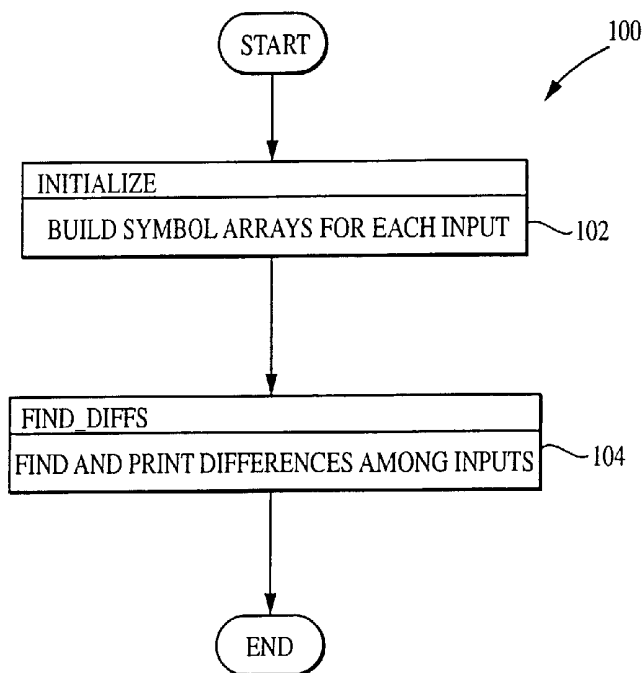 START
100
INITIALIZE
BUILD SYMBOL ARRAYS FOR EACH INPUT
102
FIND_DIFFS
FIND AND PRINT DIFFERENCES AMONG INPUTS
104
END